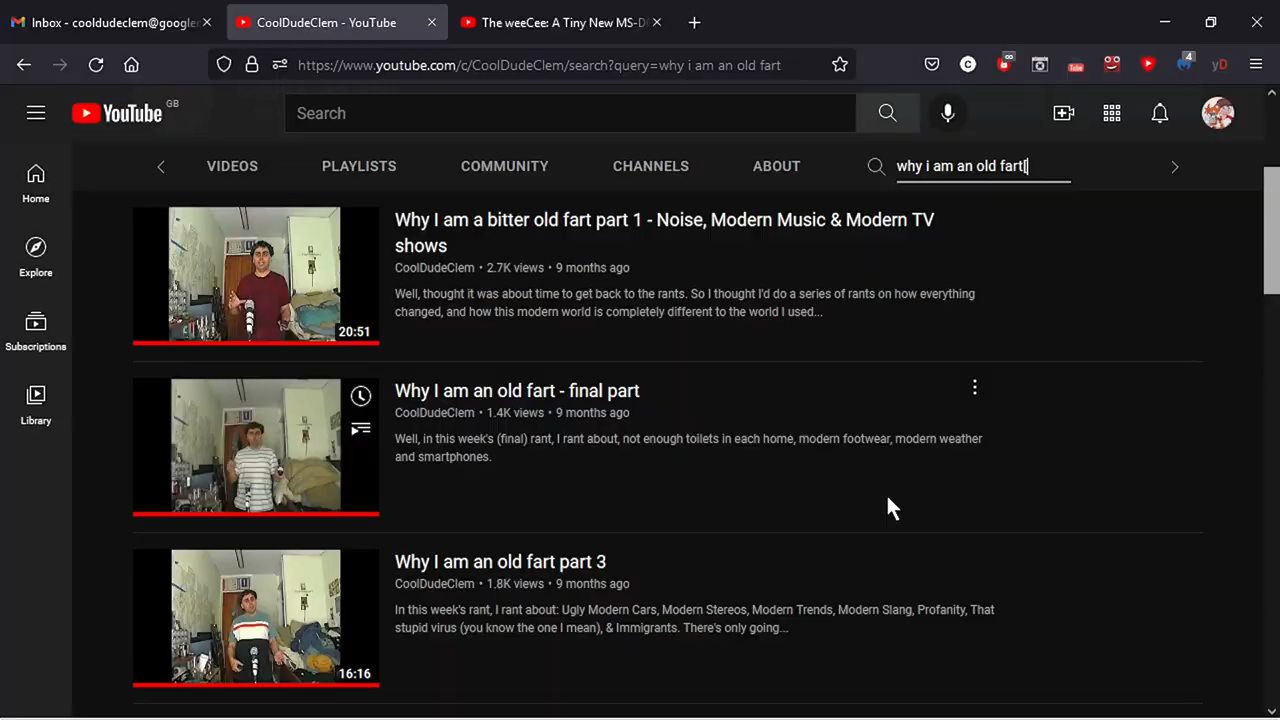 Inbox - cooldudeclem@googlem
CoolDudeClem - YouTube
The weeCee: A Tiny New MS-D
https://www.youtube.com/c/CoolDudeClem/search?query=why i am an old fart
∞
4
C
Tube
yD
YouTube
GB
Search
VIDEOS
PLAYLISTS
COMMUNITY
CHANNELS
ABOUT
why i am an old fart
Home
Explore
Subscriptions
Library
Why I am a bitter old fart part 1 - Noise, Modern Music & Modern TV
shows
CoolDudeClem • 2.7K views • 9 months ago
Well, thought it was about time to get back to the rants. So I thought I'd do a series of rants on how everything
changed, and how this modern world is completely different to the world I used...
20:51
Why I am an old fart - final part
CoolDudeClem • 1.4K views • 9 months ago
Well, in this week's (final) rant, I rant about, not enough toilets in each home, modern footwear, modern weather
and smartphones.
Why I am an old fart part 3
CoolDudeClem • 1.8K views • 9 months ago
In this week's rant, I rant about: Ugly Modern Cars, Modern Stereos, Modern Trends, Modern Slang, Profanity, That
stupid virus (you know the one I mean), & Immigrants. There's only going...
16:16